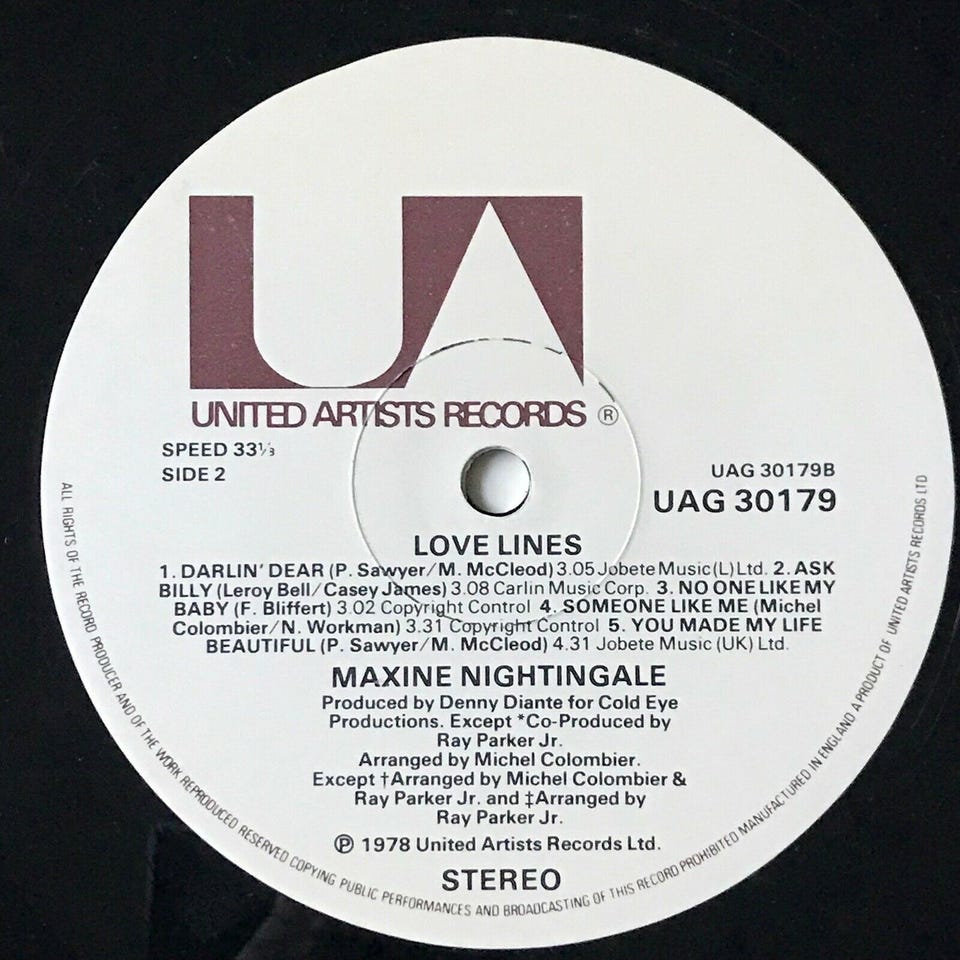 UA
UNITED ARTISTS RECORDS ®
SPEED 33⅓
SIDE 2
UAG 30179B
UAG 30179
LOVE LINES
1. DARLIN' DEAR (P. Sawyer/M. McCleod) 3.05 Jobete Music (L) Ltd. 2. ASK
BILLY (Leroy Bell/Casey James) 3.08 Carlin Music Corp. 3. NO ONE LIKE MY
BABY (F. Bliffert) 3.02 Copyright Control 4. SOMEONE LIKE ME (Michel
Colombier/N. Workman) 3.31 Copyright Control 5. YOU MADE MY LIFE
BEAUTIFUL (P. Sawyer/M. McCleod) 4.31 Jobete Music (UK) Ltd.
MAXINE NIGHTINGALE
Produced by Denny Diante for Cold Eye
Productions. Except *Co-Produced by
Ray Parker Jr.
Arranged by Michel Colombier.
Except †Arranged by Michel Colombier &
Ray Parker Jr. and ‡Arranged by
Ray Parker Jr.
℗ 1978 United Artists Records Ltd.
STEREO
ALL RIGHTS OF THE RECORD PRODUCER AND OF THE WORK REPRODUCED RESERVED COPYING PUBLIC PERFORMANCES AND BROADCASTING OF THIS RECORD PROHIBITED MANUFACTURED IN ENGLAND A PRODUCT OF UNITED ARTISTS RECORDS LTD